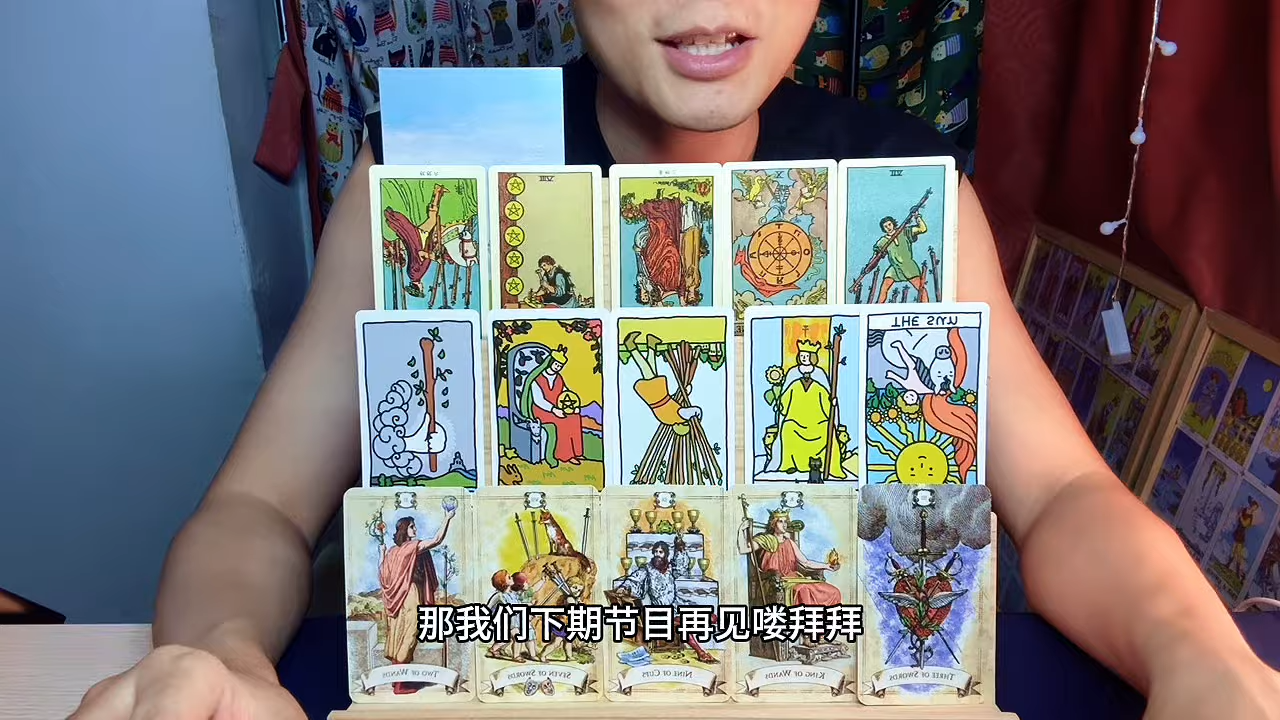 VII
THE SUN
那我们下期节目再见喽拜拜
TWO OF WANDS
SEVEN OF SWORDS
NINE OF CUPS
KING OF WANDS
THREE OF SWORDS